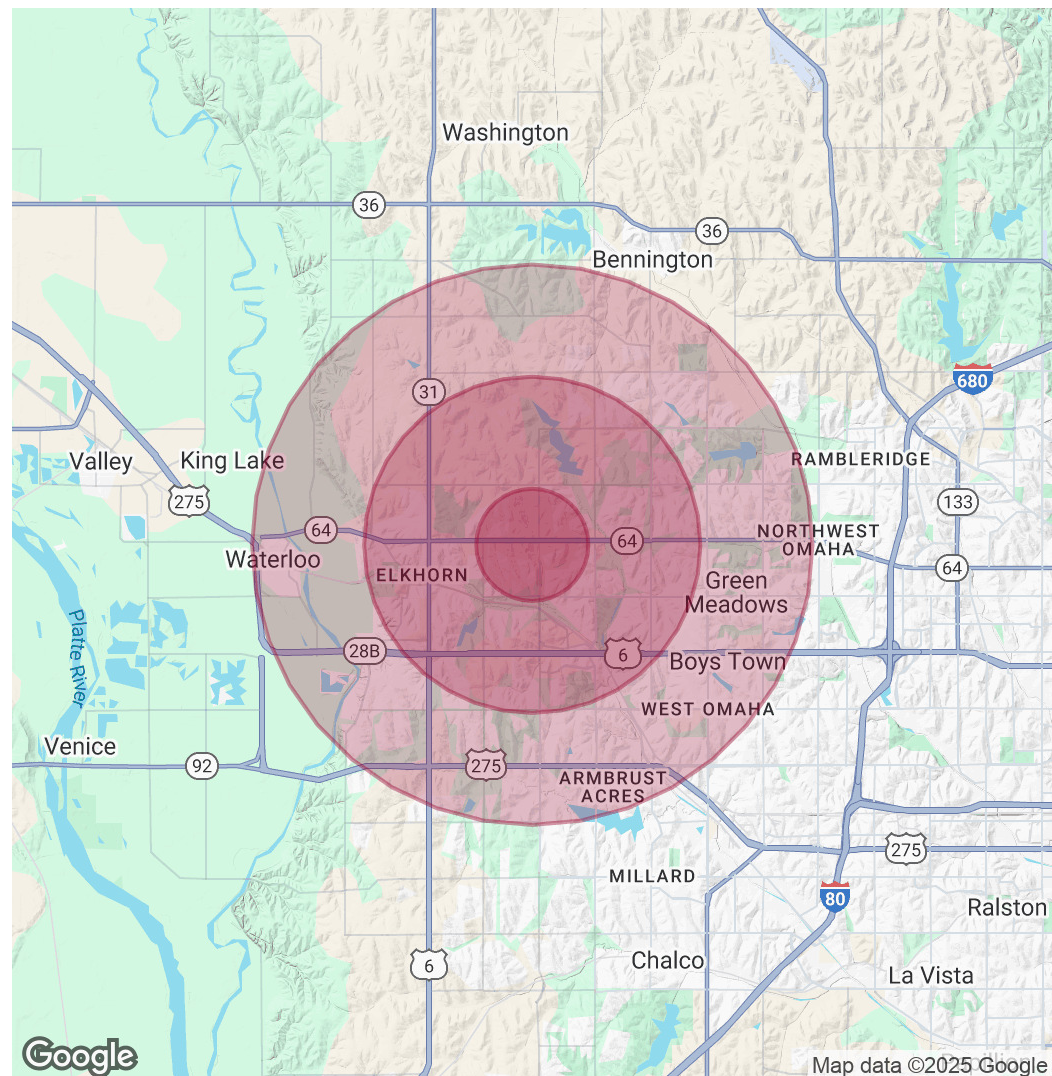 Washington
36
36
Bennington
680
31
Valley
King Lake
RAMBLERIDGE
275
133
64
64
NORTHWEST
OMAHA
Waterloo
ELKHORN
64
Green
Meadows
Platte River
28B
6
Boys Town
WEST OMAHA
Venice
92
275
ARMBRUST
ACRES
275
MILLARD
80
Ralston
6
Chalco
La Vista
Google
Papillion
Map data ©2025 Google